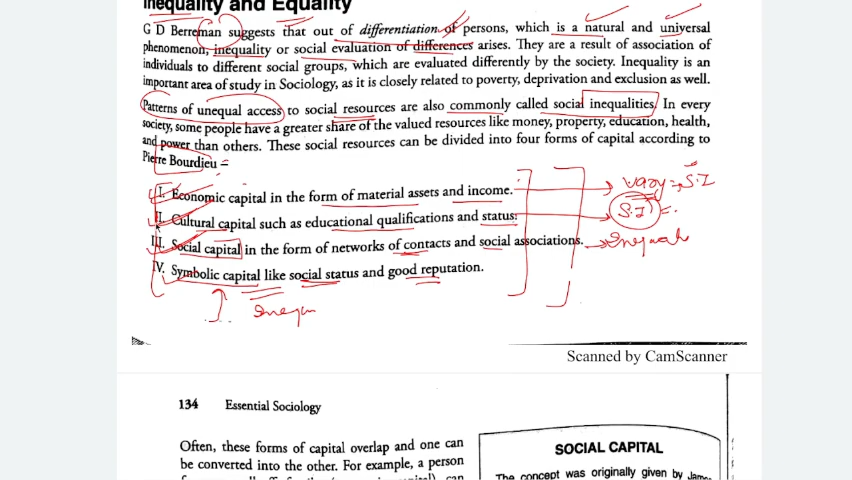 Inequality and Equality
G D Berreman suggests that out of differentiation of persons, which is a natural and universal
phenomenon, inequality or social evaluation of differences arises. They are a result of association of
individuals to different social groups, which are evaluated differently by the society. Inequality is an
important area of study in Sociology, as it is closely related to poverty, deprivation and exclusion as well.
Patterns of unequal access to social resources are also commonly called social inequalities. In every
society, some people have a greater share of the valued resources like money, property, education, health,
and power than others. These social resources can be divided into four forms of capital according to
Pierre Bourdieu =
I. Economic capital in the form of material assets and income.
vary S.I
II. Cultural capital such as educational qualifications and status.
S.I
III. Social capital in the form of networks of contacts and social associations.
IV. Symbolic capital like social status and good reputation.
Scanned by CamScanner
134 Essential Sociology
Often, these forms of capital overlap and one can
be converted into the other. For example, a person
SOCIAL CAPITAL
The concept was originally given by